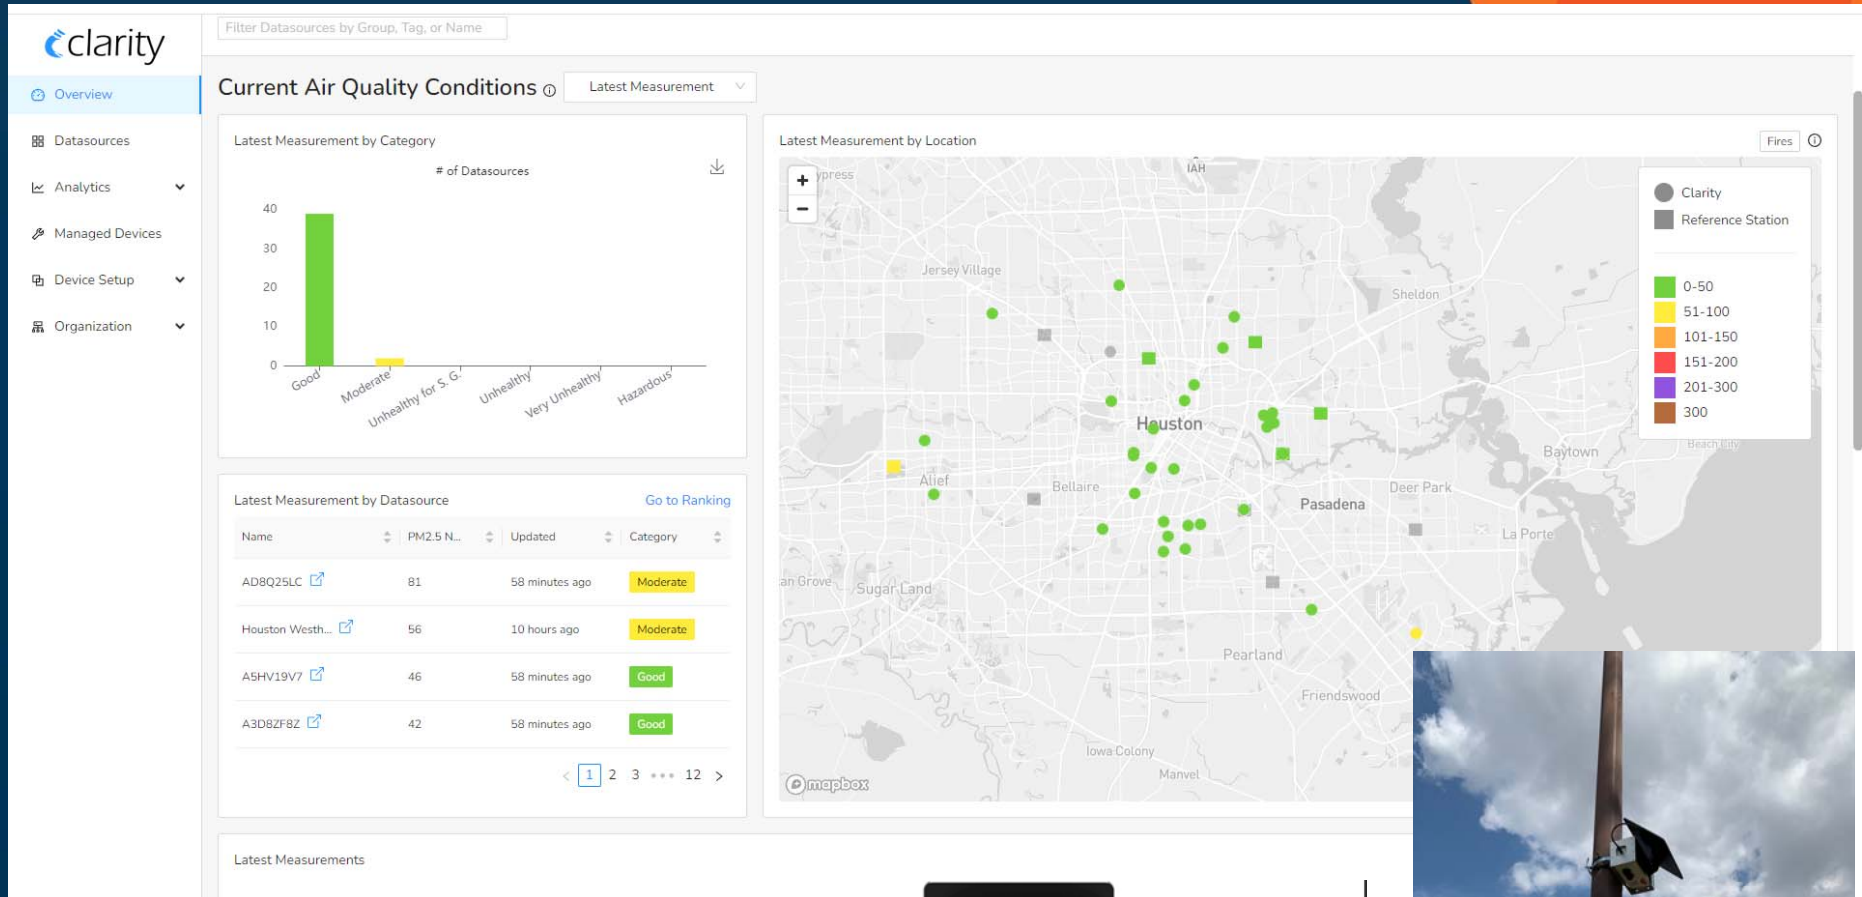 clarity
Overview
Datasources
Analytics
Managed Devices
Device Setup
Organization
Filter Datasources by Group, Tag, or Name
Current Air Quality Conditions
Latest Measurement
Latest Measurement by Category
# of Datasources
40
30
20
10
0
Good
Moderate
Unhealthy for S. G.
Unhealthy
Very Unhealthy
Hazardous
Latest Measurement by Datasource
Go to Ranking
Name PM2.5 N... Updated Category
AD8Q25LC 81 58 minutes ago Moderate
Houston Westh... 56 10 hours ago Moderate
A5HV19V7 46 58 minutes ago Good
A3D8ZF8Z 42 58 minutes ago Good
< 1 2 3 ••• 12 >
Latest Measurement by Location
Fires
+
−
ypress
IAH
Jersey Village
Sheldon
Houston
Baytown
Beach City
Alief
Bellaire
Pasadena
Deer Park
La Porte
an Grove
Sugar Land
Pearland
Friendswood
Iowa Colony
Manvel
mapbox
Clarity
Reference Station
0-50
51-100
101-150
151-200
201-300
300
Latest Measurements